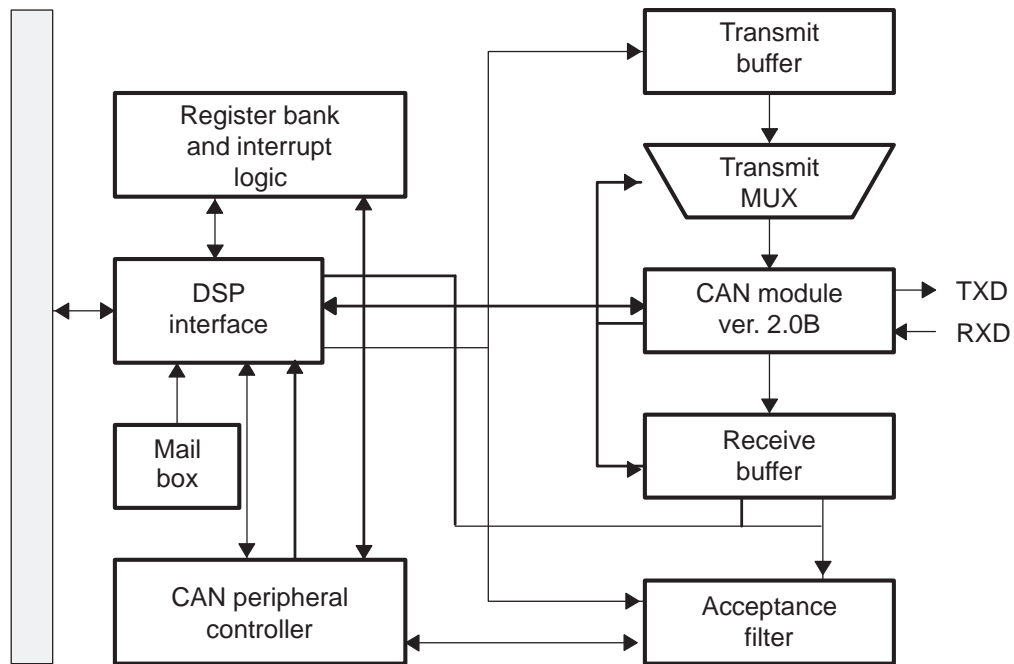 Transmit
buffer
Register bank
and interrupt
logic
Transmit
MUX
DSP
interface
CAN module
ver. 2.0B
TXD
RXD
Mail
box
Receive
buffer
CAN peripheral
controller
Acceptance
filter